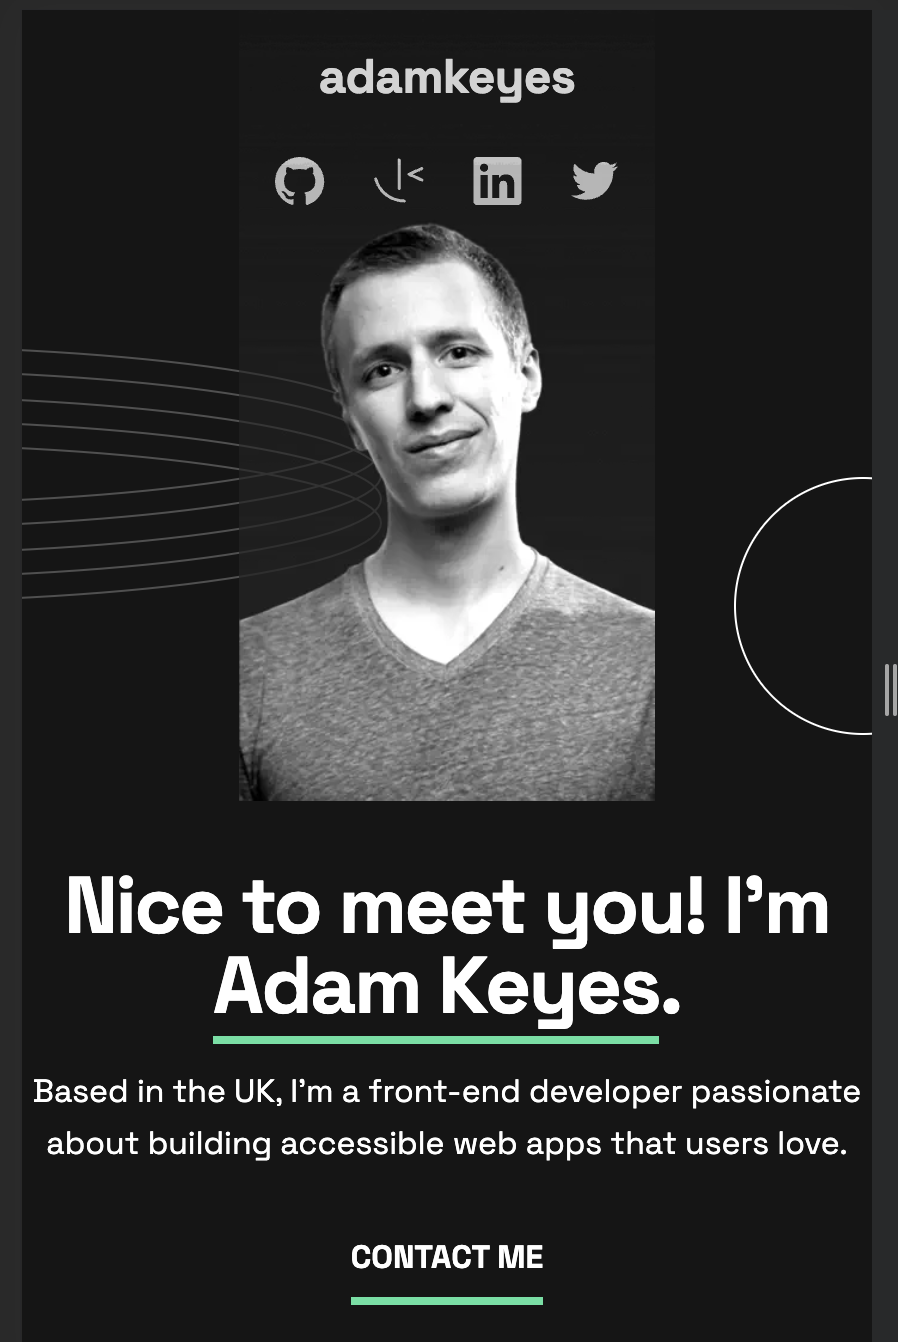 adamkeyes
in
Nice to meet you! I’m
Adam Keyes.
Based in the UK, I’m a front-end developer passionate
about building accessible web apps that users love.
CONTACT ME